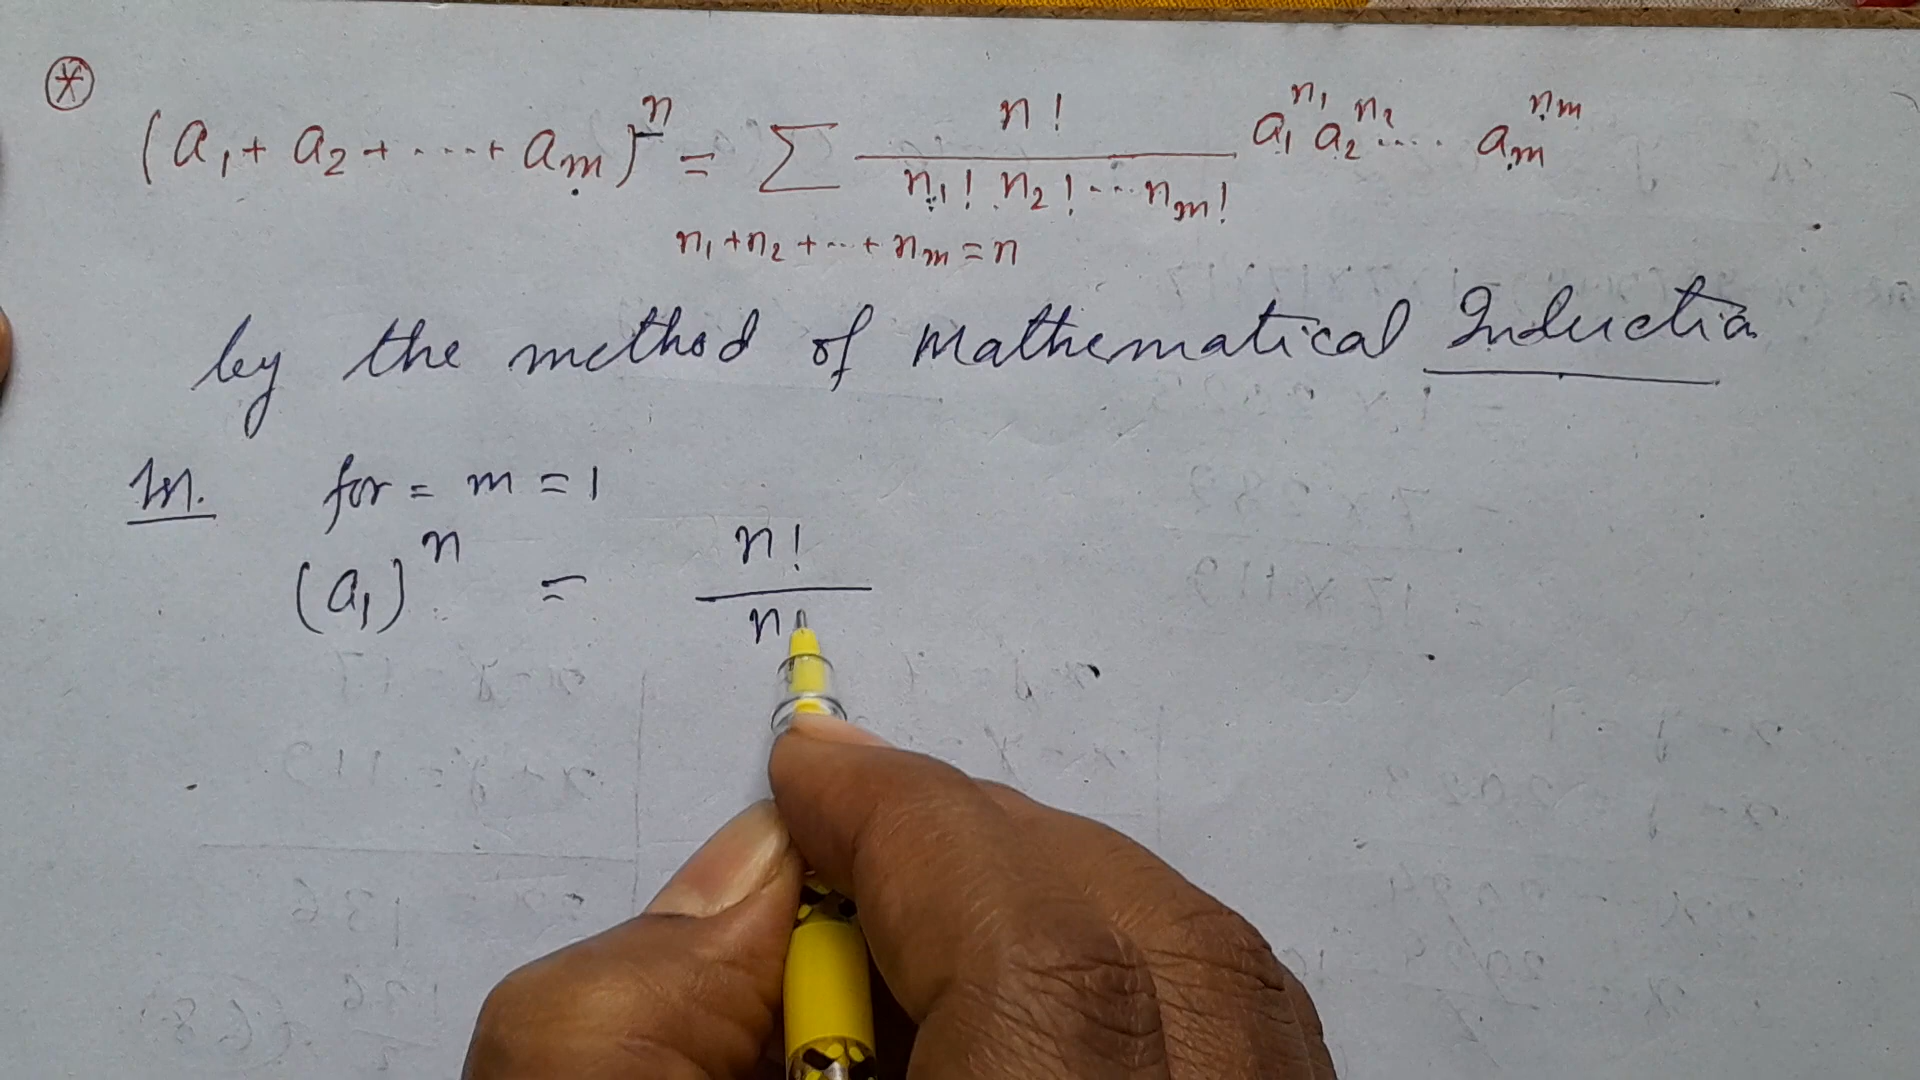 (a₁ + a₂ + ... + aₘ)ⁿ = Σ n! / n₁! n₂! ... nₘ! a₁^n₁ a₂^n₂ .... aₘ^nₘ
n₁ + n₂ + ... + nₘ = n
by the method of Mathematical Inductio
for = m = 1
(a₁)ⁿ = n! / n